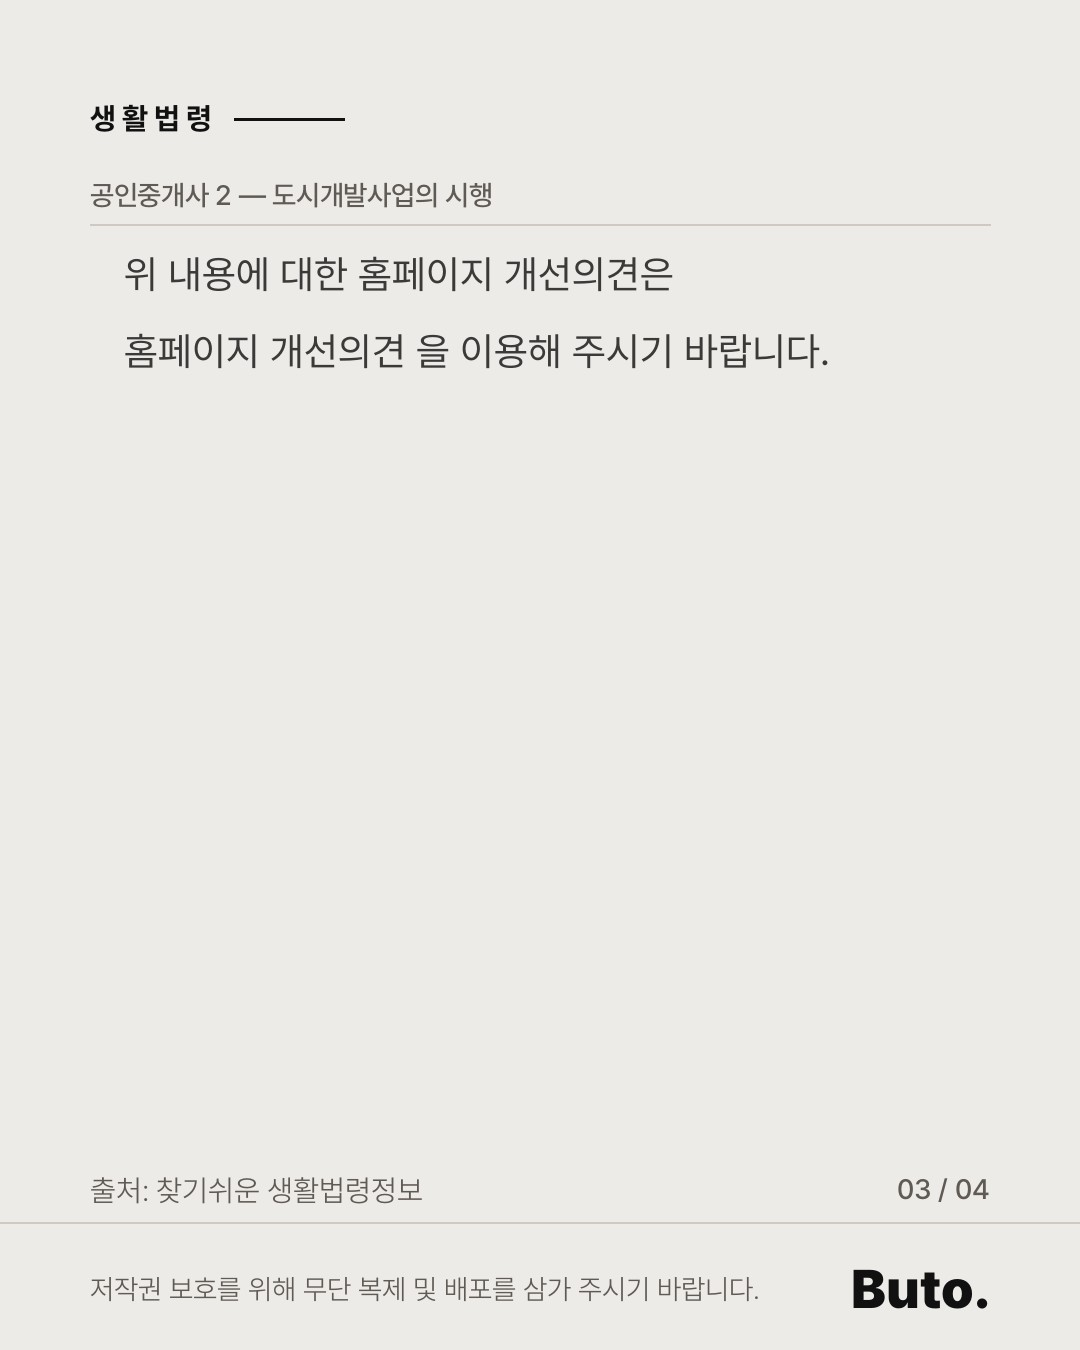 생활법령
공인중개사 2 — 도시개발사업의 시행
위 내용에 대한 홈페이지 개선의견은
홈페이지 개선의견 을 이용해 주시기 바랍니다.
출처: 찾기쉬운 생활법령정보
03 / 04
저작권 보호를 위해 무단 복제 및 배포를 삼가 주시기 바랍니다.
Buto.